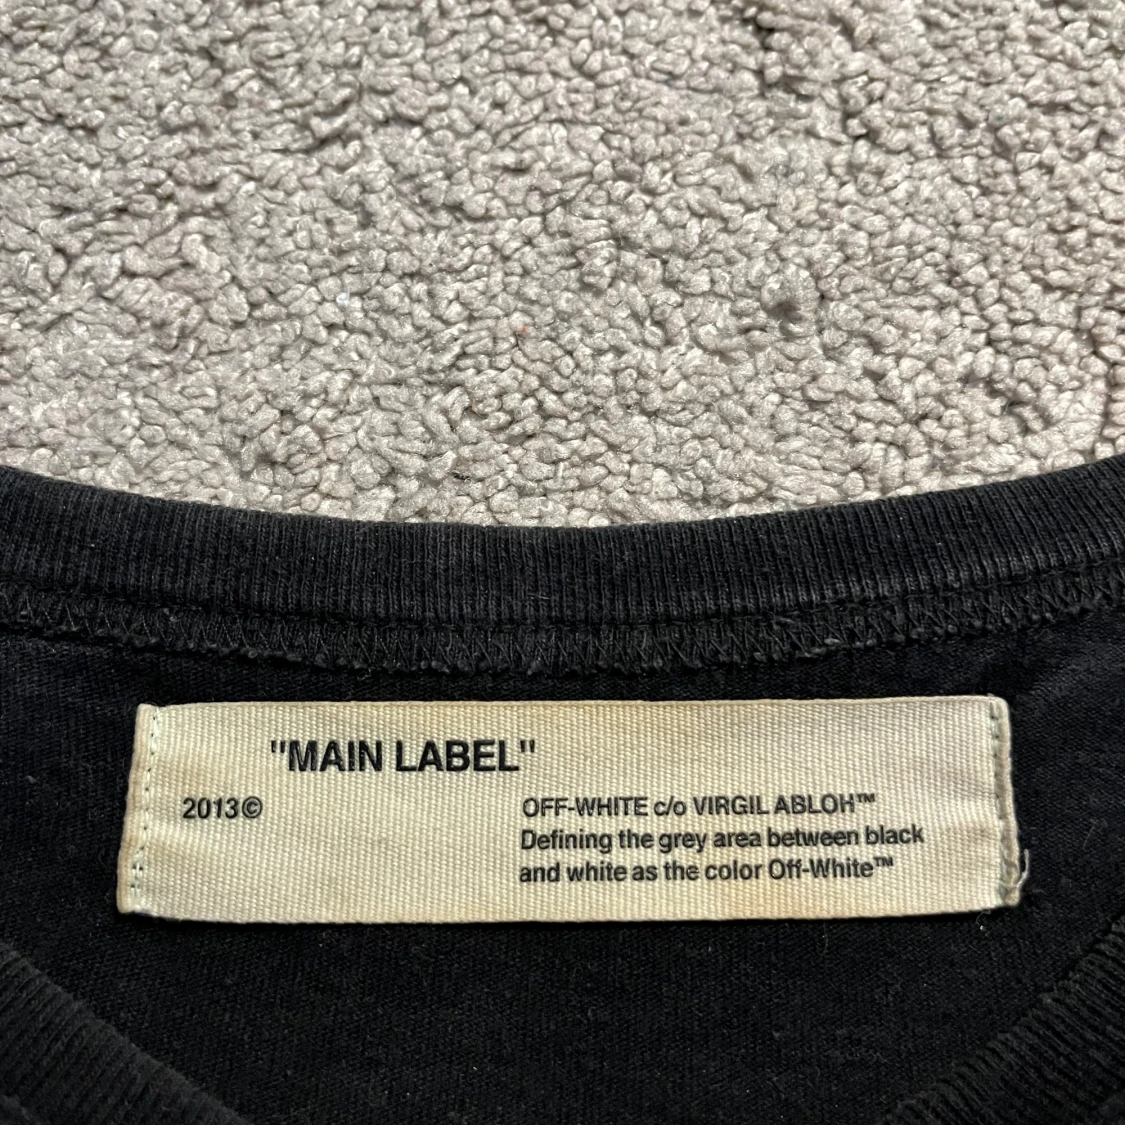 "MAIN LABEL"
2013© OFF-WHITE c/o VIRGIL ABLOH™
Defining the grey area between black
and white as the color Off-White™